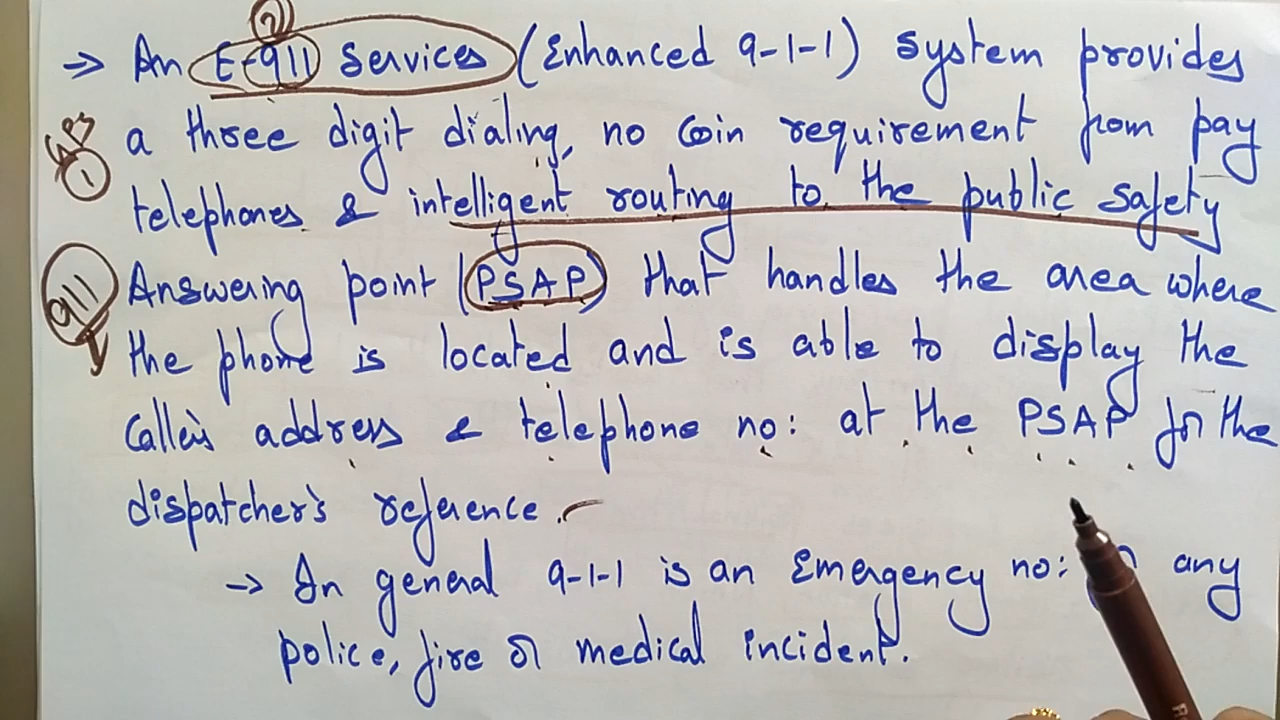 → An E-911 Services (Enhanced 9-1-1) system provides
a three digit dialing, no Coin requirement from pay
telephones & intelligent routing to the public safety
Answering point (PSAP) that handles the area where
the phone is located and is able to display the
Caller's address & telephone no: at the PSAP for the
dispatcher's reference.
→ In general 9-1-1 is an Emergency no: any
police, fire or medical incident.
1
911